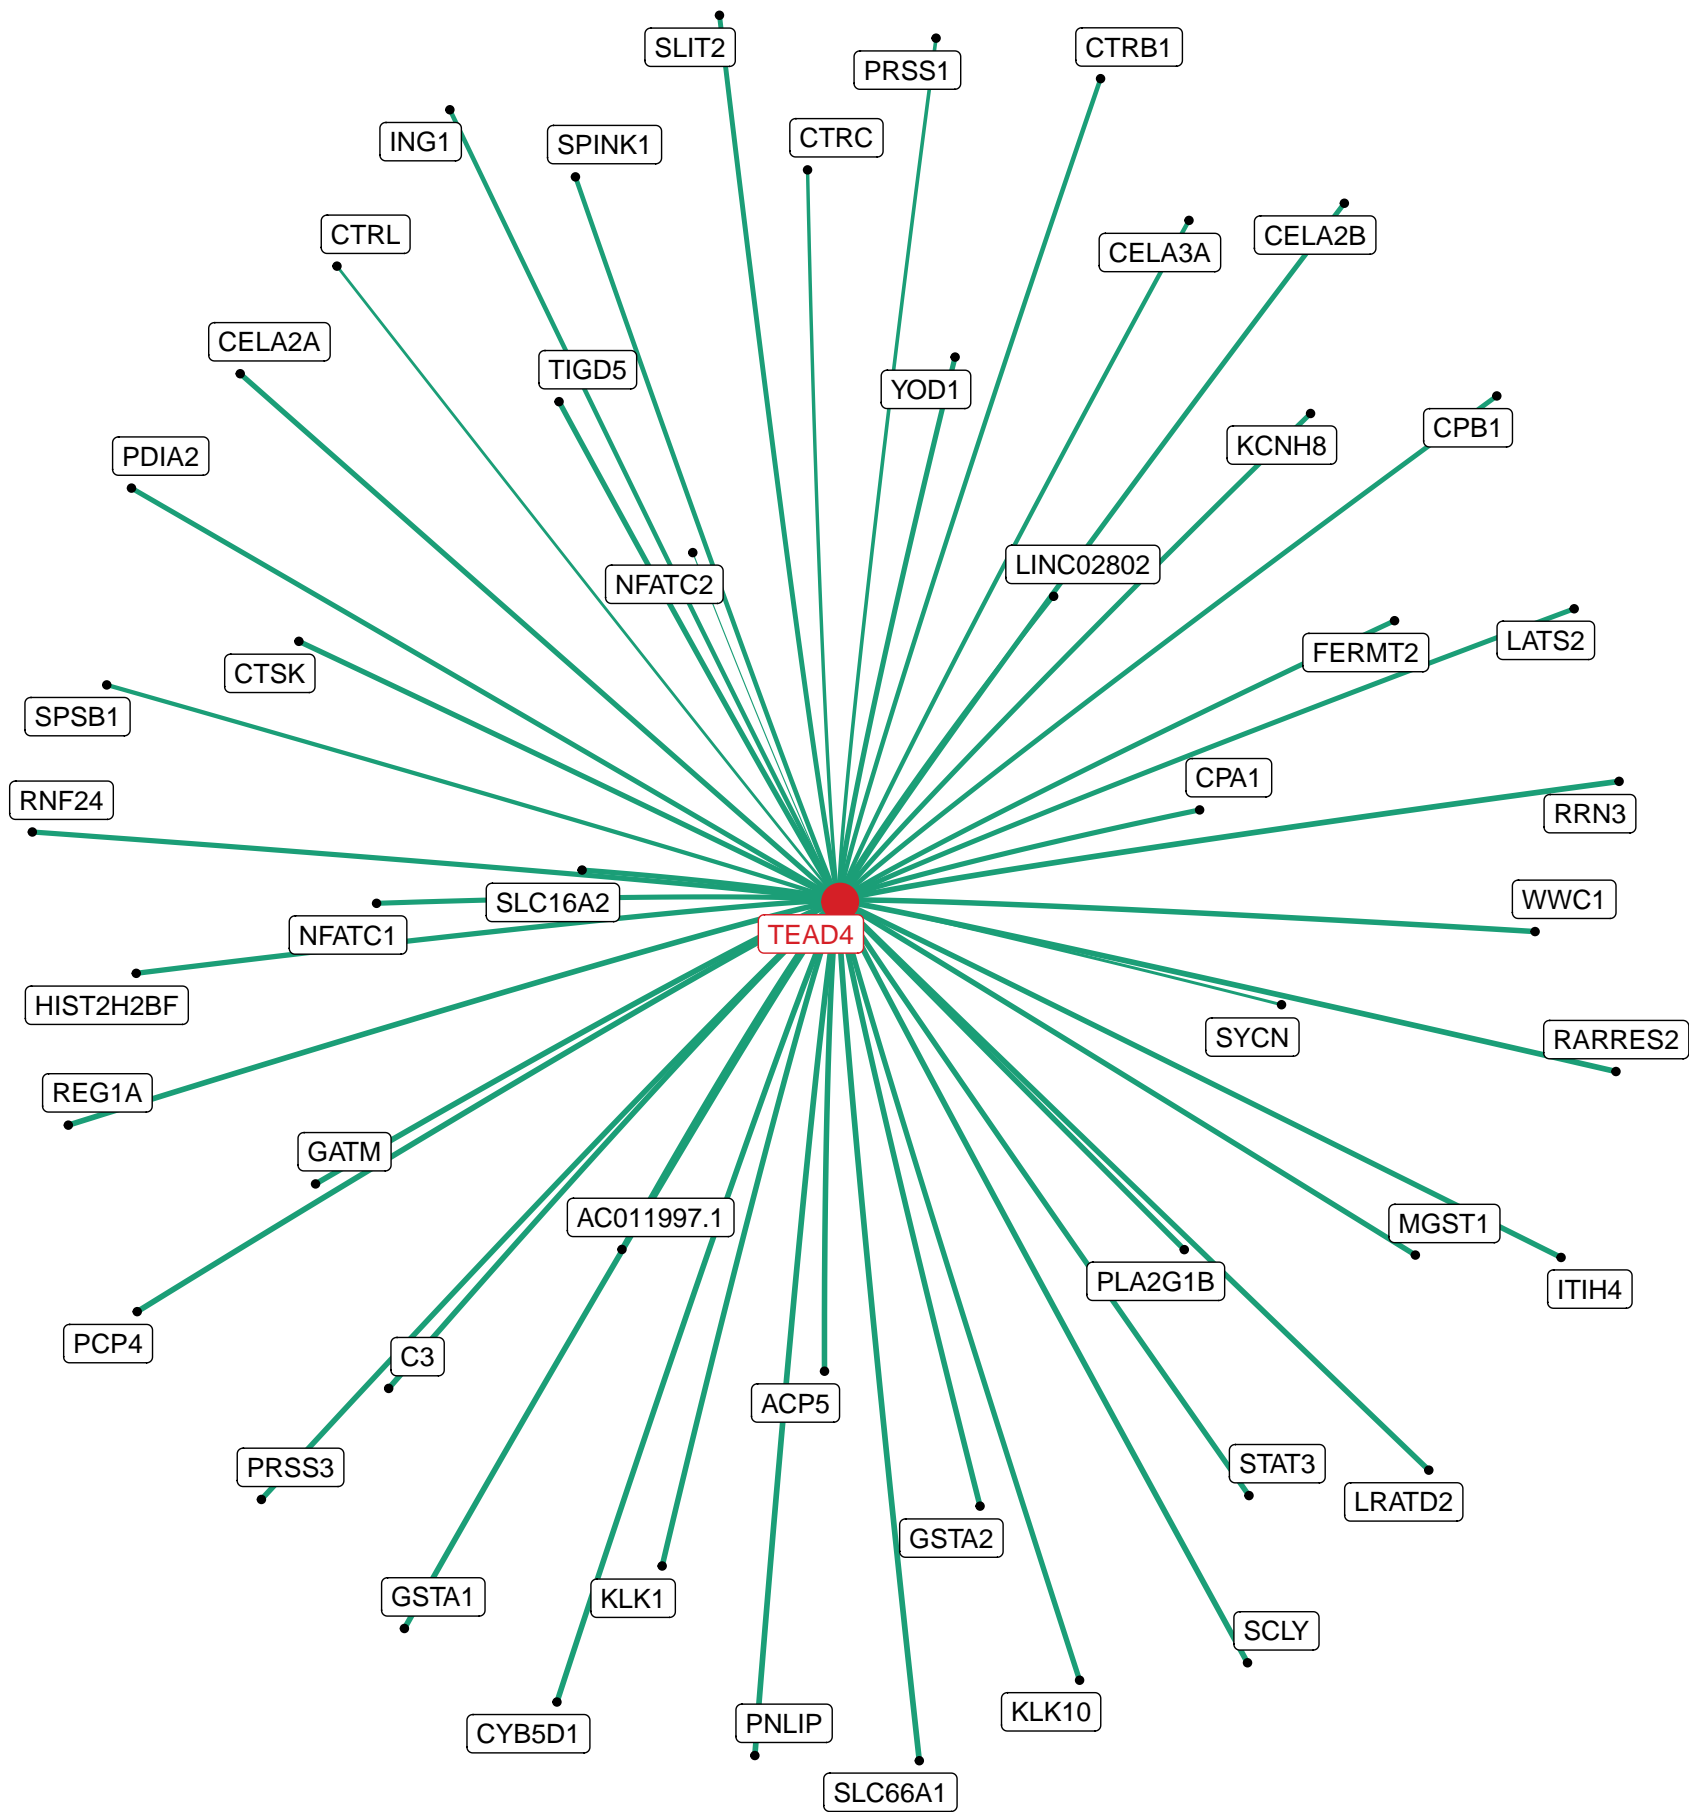 SLIT2
CTRB1
PRSS1
CTRC
ING1
SPINK1
CTRL
CELA2B
CELA3A
CELA2A
TIGD5
YOD1
CPB1
KCNH8
PDIA2
LINC02802
NFATC2
LATS2
FERMT2
CTSK
SPSB1
CPA1
RNF24
RRN3
WWC1
SLC16A2
NFATC1
TEAD4
HIST2H2BF
SYCN
RARRES2
REG1A
GATM
AC011997.1
MGST1
PLA2G1B
ITIH4
PCP4
C3
ACP5
STAT3
PRSS3
LRATD2
GSTA2
GSTA1
KLK1
SCLY
KLK10
PNLIP
CYB5D1
SLC66A1